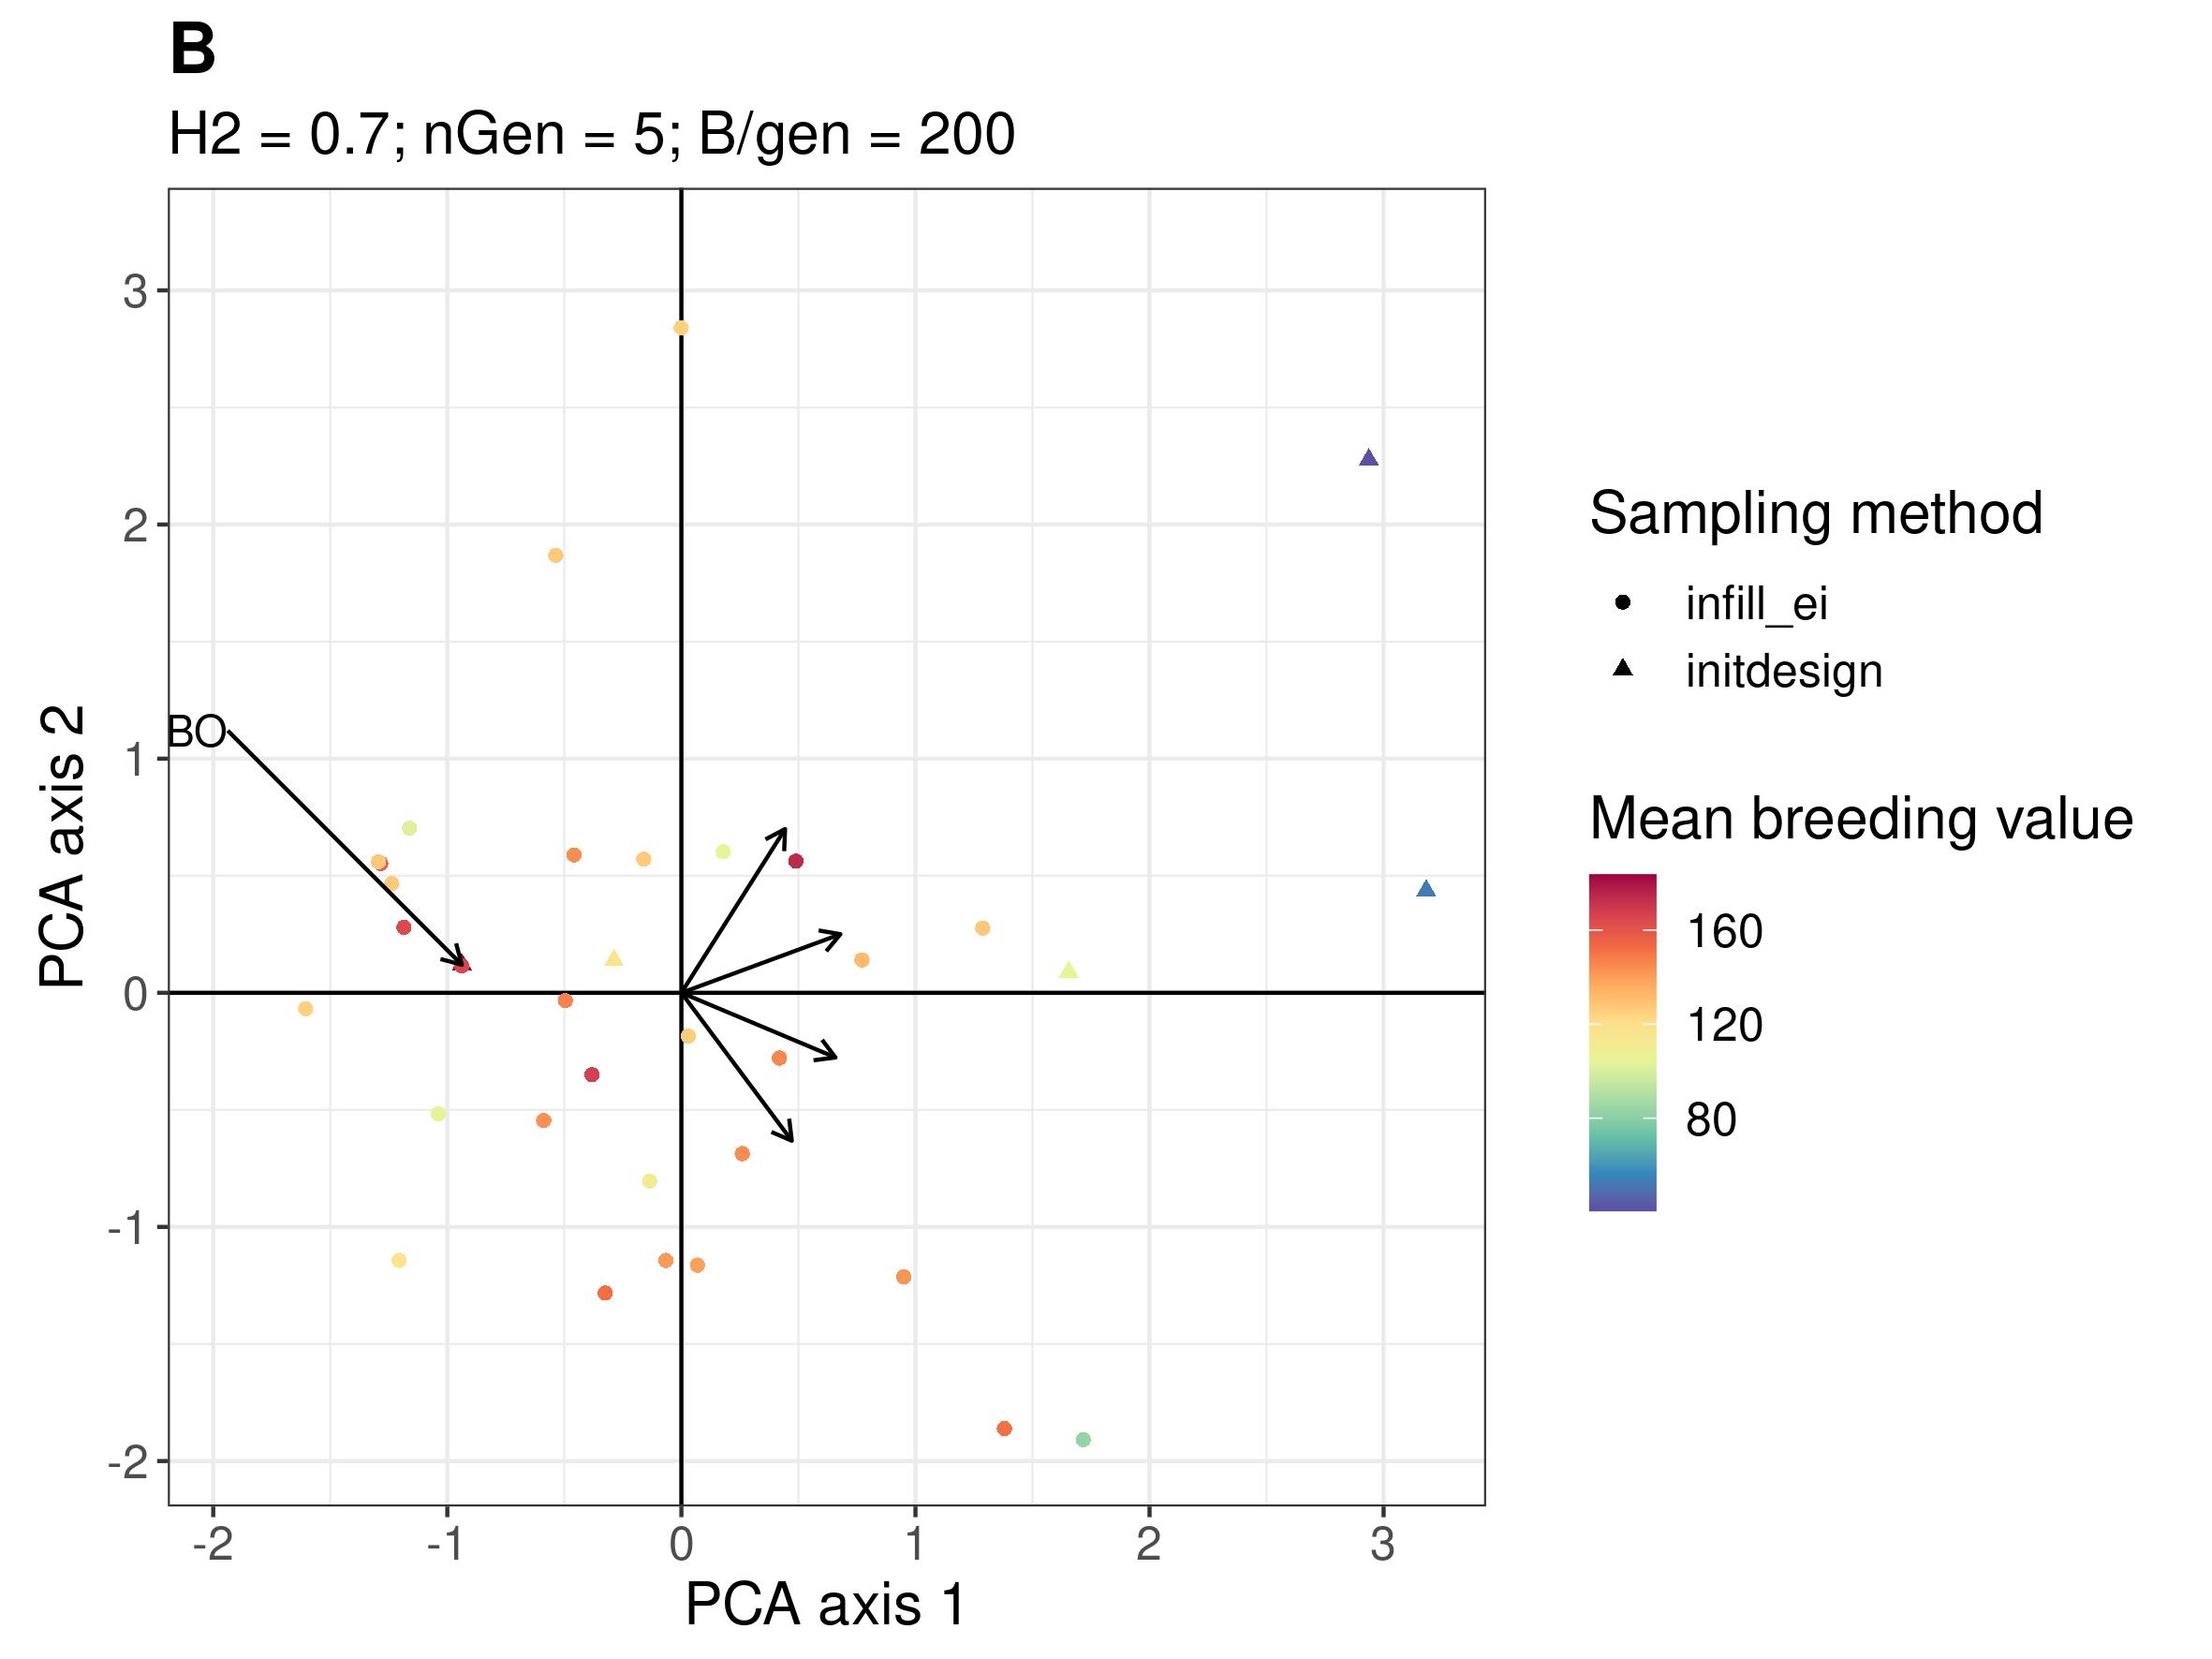 B
H2 = 0.7; nGen = 5; B/gen = 200
3
2
1
0
-1
-2
PCA axis 2
BO
-2
-1
0
1
2
3
PCA axis 1
Sampling method
infill_ei
initdesign
Mean breeding value
160
120
80